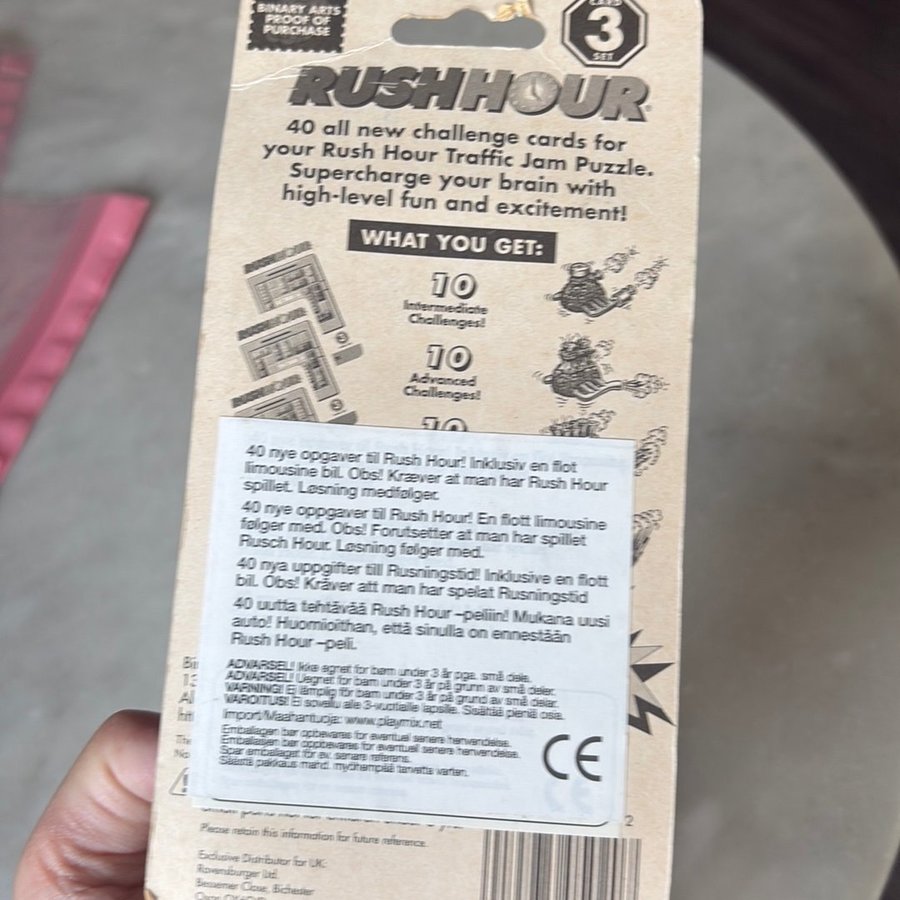 BINARY ARTS
PROOF OF
PURCHASE
CARD
3
SET
RUSH HOUR
40 all new challenge cards for
your Rush Hour Traffic Jam Puzzle.
Supercharge your brain with
high-level fun and excitement!
WHAT YOU GET:
10
Intermediate
Challenges!
10
Advanced
Challenges!
10
40 nye opgaver til Rush Hour! Inklusiv en flot
limousine bil. Obs! Kræver at man har Rush Hour
spillet. Løsning medfølger.
40 nye oppgaver til Rush Hour! En flott limousine
følger med. Obs! Forutsetter at man har spillet
Rusch Hour. Løsning følger med.
40 nya uppgifter till Rusningstid! Inklusive en flott
bil. Obs! Kräver att man har spelat Rusningstid
40 uutta tehtävää Rush Hour –peliin! Mukana uusi
auto! Huomioithan, että sinulla on ennestään
Rush Hour –peli.
ADVARSEL! Ikke egnet for børn under 3 år pga. små dele.
ADVARSEL! Uegnet for barn under 3 år på grunn av små deler.
VARNING! Ej lämplig för barn under 3 år på grund av små delar.
VAROITUS! Ei sovellu alle 3-vuotialle lapsille. Sisältää pieniä osia.
Import/Maahantuoja: www.playmix.net
Emballagen bør opbevares for eventuel senere henvendelse.
Emballasjen bør oppbevares for eventuel senere henvendelse.
Spar emballaget för ev. senare referens.
Säästä pakkaus mahd. myöhempää tarvetta varten.
CE
Please retain this information for future reference.
Exclusive Distributor for UK:
Ravensburger Ltd.
Bessemer Close, Bichester